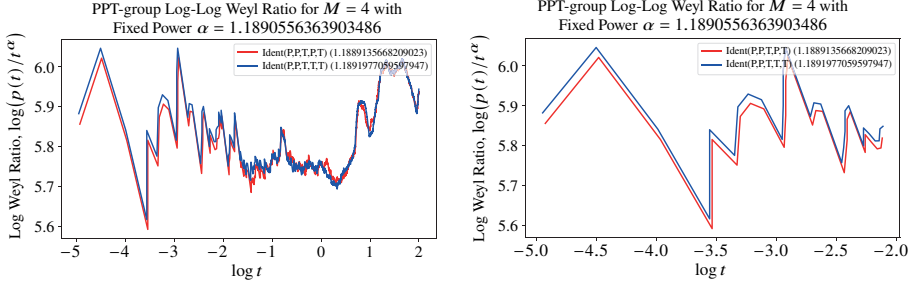 PPT-group Log-Log Weyl Ratio for M = 4 with
Fixed Power α = 1.1890556363903486
Ident(P,P,T,P,T) (1.1889135668209023)
Ident(P,P,T,T,T) (1.1891977059597947)
Log Weyl Ratio, log(p(t)/t^α)
6.0
5.9
5.8
5.7
5.6
−5 −4 −3 −2 −1 0 1 2
log t
PPT-group Log-Log Weyl Ratio for M = 4 with
Fixed Power α = 1.1890556363903486
Ident(P,P,T,P,T) (1.1889135668209023)
Ident(P,P,T,T,T) (1.1891977059597947)
Log Weyl Ratio, log(p(t)/t^α)
6.0
5.9
5.8
5.7
5.6
−5.0 −4.5 −4.0 −3.5 −3.0 −2.5 −2.0
log t